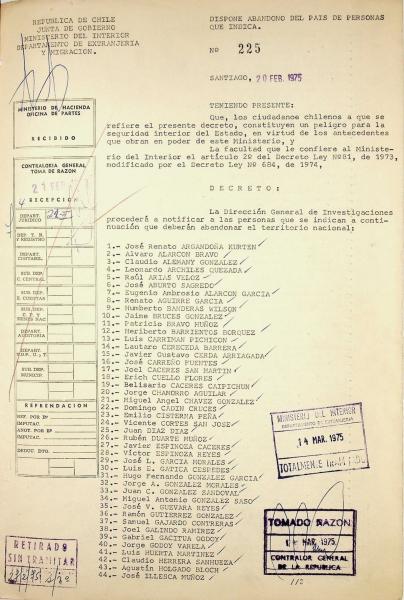 REPUBLICA DE CHILE
JUNTA DE GOBIERNO
MINISTERIO DEL INTERIOR
DEPARTAMENTO DE EXTRANJERIA
Y MIGRACION.
DISPONE ABANDONO DEL PAIS DE PERSONAS
QUE INDICA.
Nº 225
SANTIAGO, 20 FEB. 1975
MINISTERIO DE HACIENDA
OFICINA DE PARTES
RECIBIDO
CONTRALORIA GENERAL
TOMA DE RAZON
21 FEB
RECEPCION
DEPART. JURIDICO
DEP. T. R. Y REGISTRO
DEPART. CONTABIL.
SUB. DEP. C. CENTRAL
SUB. DEP. E. CUENTAS
DEPART. AUDITORIA
SUB. DEP. MUNICIP.
REFRENDACION
REF. POR Eº
IMPUTAC.
ANOT. POR Eº
IMPUTAC.
DEDUC. DTO.
RETIRADO
SIN TRAMITAR
TENIENDO PRESENTE:
Que, los ciudadanos chilenos a que se
refiere el presente decreto, constituyen un peligro para la
seguridad interior del Estado, en virtud de los antecedentes
que obran en poder de este Ministerio, y
La facultad que le confiere al Ministe-
rio del Interior el artículo 2º del Decreto Ley Nº81, de 1973,
modificado por el Decreto Ley Nº 684, de 1974,
D E C R E T O :
La Dirección General de Investigaciones
procederá a notificar a las personas que se indican a conti-
nuación que deberán abandonar el territorio nacional:
1.- José Renato ARGANDOÑA KURTEN
2.- Alvaro ALARCON BRAVO
3.- Claudio ALEMANY GONZALEZ
4.- Leonardo ARCHILES QUEZADA
5.- Raúl ARIAS VELOZ
6.- José ABURTO SAGREDO
7.- Eugenio Ambrosio ALARCON GARCIA
8.- Renato AGUIRRE GARCIA
9.- Humberto BANDERAS WILSON
10.- Jaime BRUCES GONZALEZ
11.- Patricio BRAVO MUÑOZ
12.- Heriberto BARRIENTOS BORQUEZ
13.- Luis CARRIMAN PICHICON
14.- Lautaro CERECEDA BARRERA
15.- Javier Gustavo CERDA ARRIAGADA
16.- José CARREÑO FUENTES
17.- Joel CACERES SAN MARTIN
18.- Erich CUELLO FLORES
19.- Belisario CACERES CAIPICHUN
20.- Jorge CHANDORRU AGUILAR
21.- Miguel Angel CHAVEZ GONZALEZ
22.- Domingo CADIN CRUCES
23.- Emilio CISTERNA PEÑA
24.- Vicente CORTES SAN JOSE
25.- Juan DIAZ DIAZ
26.- Rubén DUARTE MUÑOZ
27.- Javier ESPINOZA CACERES
28.- Víctor ESPINOZA REYES
29.- José L. GARCIA MORALES
30.- Luis E. GATICA CESPEDES
31.- Hugo Fernando GONZALEZ GARCIA
32.- Jorge A. GONZALEZ MORALES
33.- Juan C. GONZALEZ SANDOVAL
34.- Miguel Antonio GONZALEZ SASO
35.- José V. GUEVARA REYES
36.- Ramón GUTIERREZ GONZALEZ
37.- Samuel GAJARDO CONTRERAS
38.- Joel GALINDO RAMIREZ
39.- Gabriel GACITUA GODOY
40.- Jorge GODOY VARELA
41.- Luis HUERTA MARTINEZ
42.- Claudio HERRERA SANHUEZA
43.- Agustín HOLGADO BLOCH
44.- José ILLESCA MUÑOZ
MINISTERIO DEL INTERIOR
DEPARTAMENTO DE EXTRANJERIA
14 MAR. 1975
TOTALMENTE TRAMITADO
TOMADO RAZON
MAR. 1975
CONTRALOR GENERAL
DE LA REPUBLICA